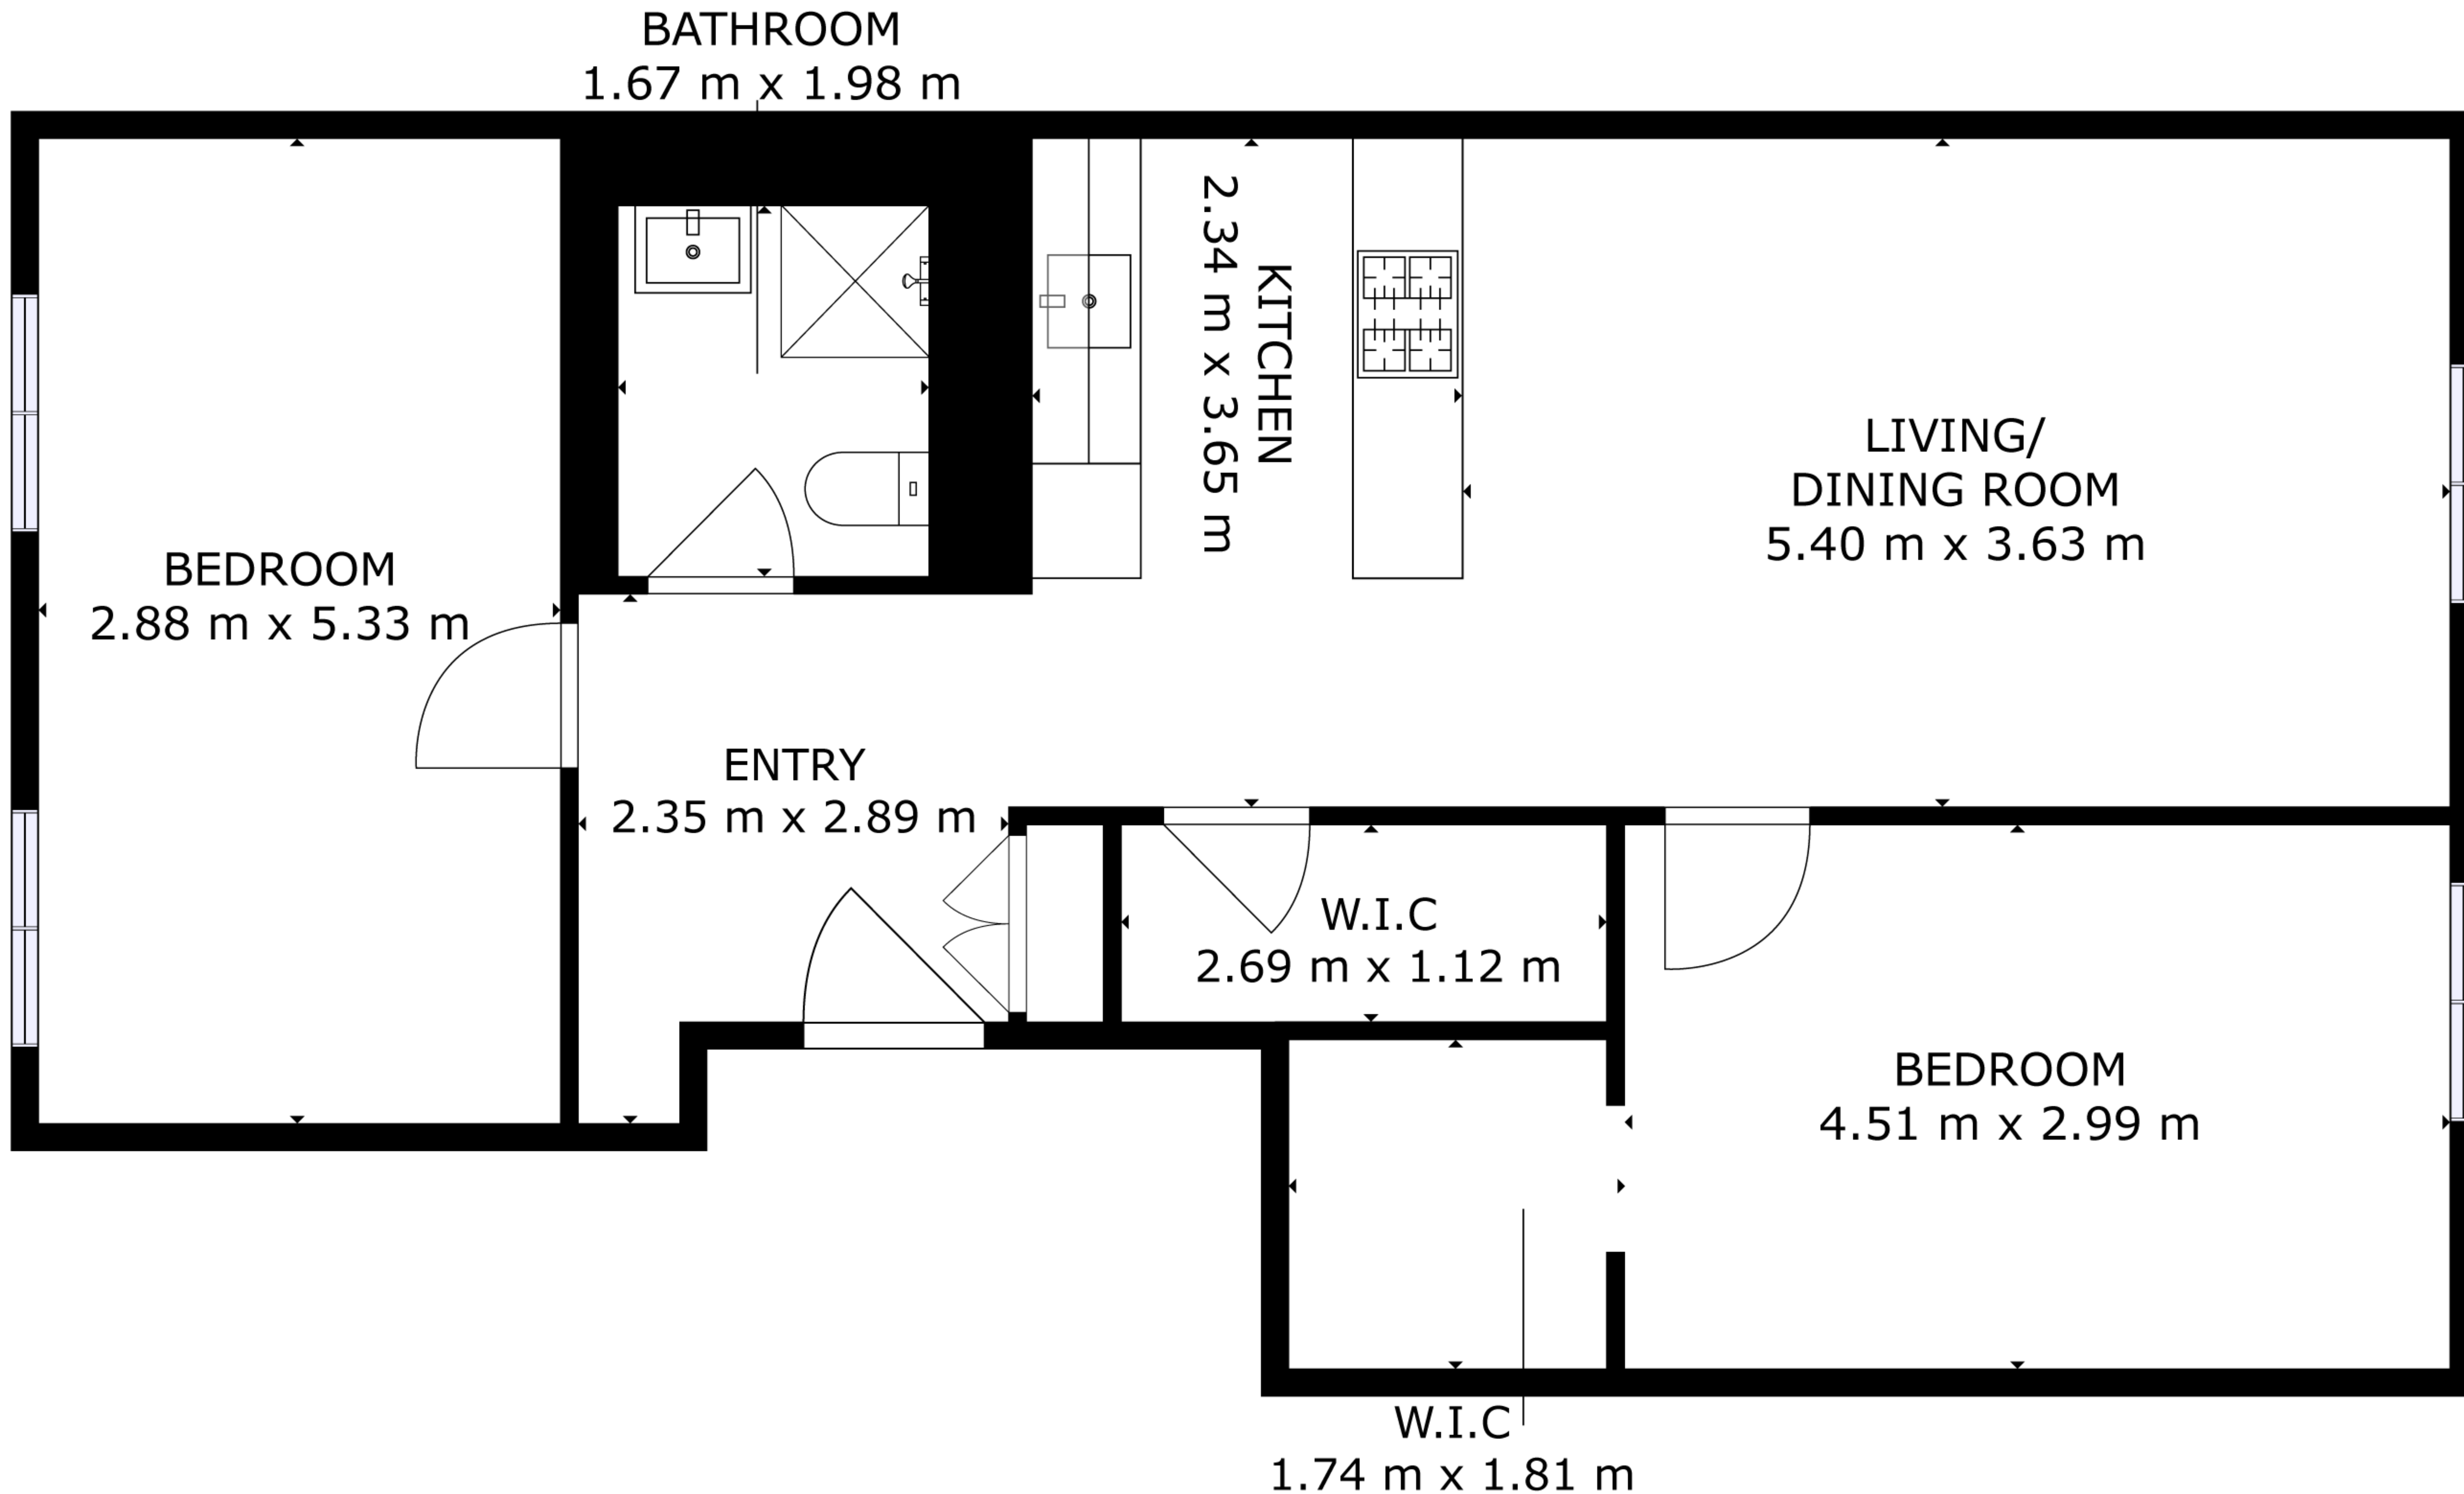 BATHROOM
1.67 m x 1.98 m
KITCHEN
2.34 m x 3.65 m
LIVING/
DINING ROOM
5.40 m x 3.63 m
BEDROOM
2.88 m x 5.33 m
ENTRY
2.35 m x 2.89 m
W.I.C
2.69 m x 1.12 m
BEDROOM
4.51 m x 2.99 m
W.I.C
1.74 m x 1.81 m